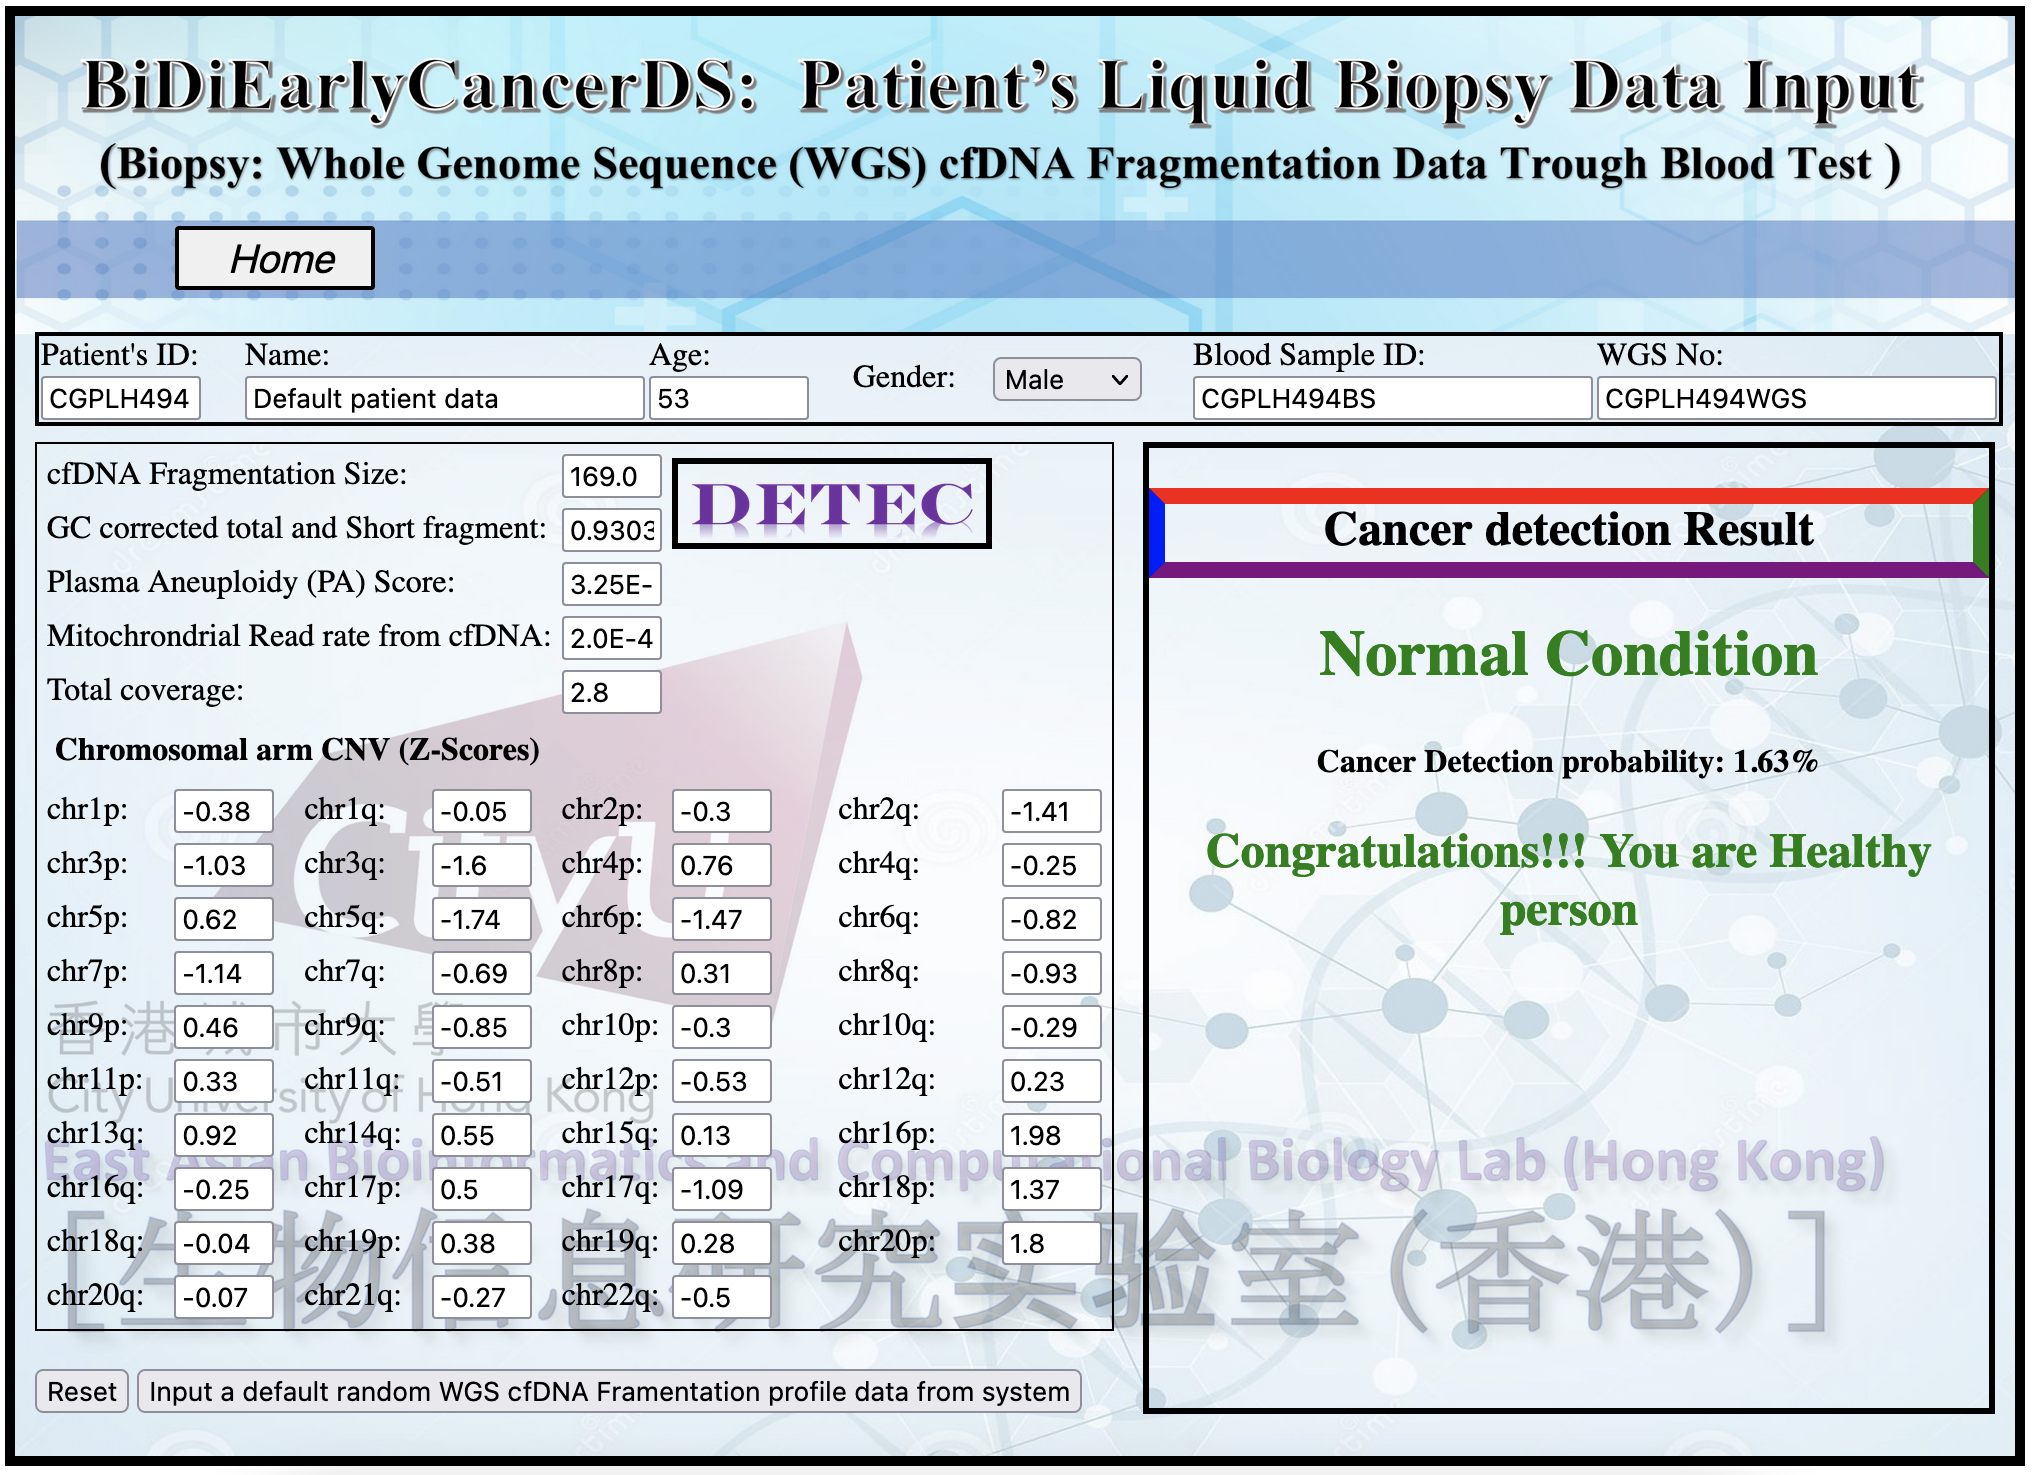 BiDiEarlyCancerDS: Patient’s Liquid Biopsy Data Input
(Biopsy: Whole Genome Sequence (WGS) cfDNA Fragmentation Data Trough Blood Test )
Home
Patient's ID: Name: Age: Gender: Male Blood Sample ID: WGS No:
CGPLH494 Default patient data 53 CGPLH494BS CGPLH494WGS
cfDNA Fragmentation Size: 169.0
DETEC
GC corrected total and Short fragment: 0.9303
Plasma Aneuploidy (PA) Score: 3.25E-
Mitochrondrial Read rate from cfDNA: 2.0E-4
Total coverage: 2.8
Chromosomal arm CNV (Z-Scores)
chr1p: -0.38 chr1q: -0.05 chr2p: -0.3 chr2q: -1.41
chr3p: -1.03 chr3q: -1.6 chr4p: 0.76 chr4q: -0.25
chr5p: 0.62 chr5q: -1.74 chr6p: -1.47 chr6q: -0.82
chr7p: -1.14 chr7q: -0.69 chr8p: 0.31 chr8q: -0.93
chr9p: 0.46 chr9q: -0.85 chr10p: -0.3 chr10q: -0.29
chr11p: 0.33 chr11q: -0.51 chr12p: -0.53 chr12q: 0.23
chr13q: 0.92 chr14q: 0.55 chr15q: 0.13 chr16p: 1.98
chr16q: -0.25 chr17p: 0.5 chr17q: -1.09 chr18p: 1.37
chr18q: -0.04 chr19p: 0.38 chr19q: 0.28 chr20p: 1.8
chr20q: -0.07 chr21q: -0.27 chr22q: -0.5
Reset Input a default random WGS cfDNA Framentation profile data from system
Cancer detection Result
Normal Condition
Cancer Detection probability: 1.63%
Congratulations!!! You are Healthy
person
CityU
香港城市大學
City University of Hong Kong
East Asian Bioinformatics and Computational Biology Lab (Hong Kong)
[生物信息研究实验室(香港)]